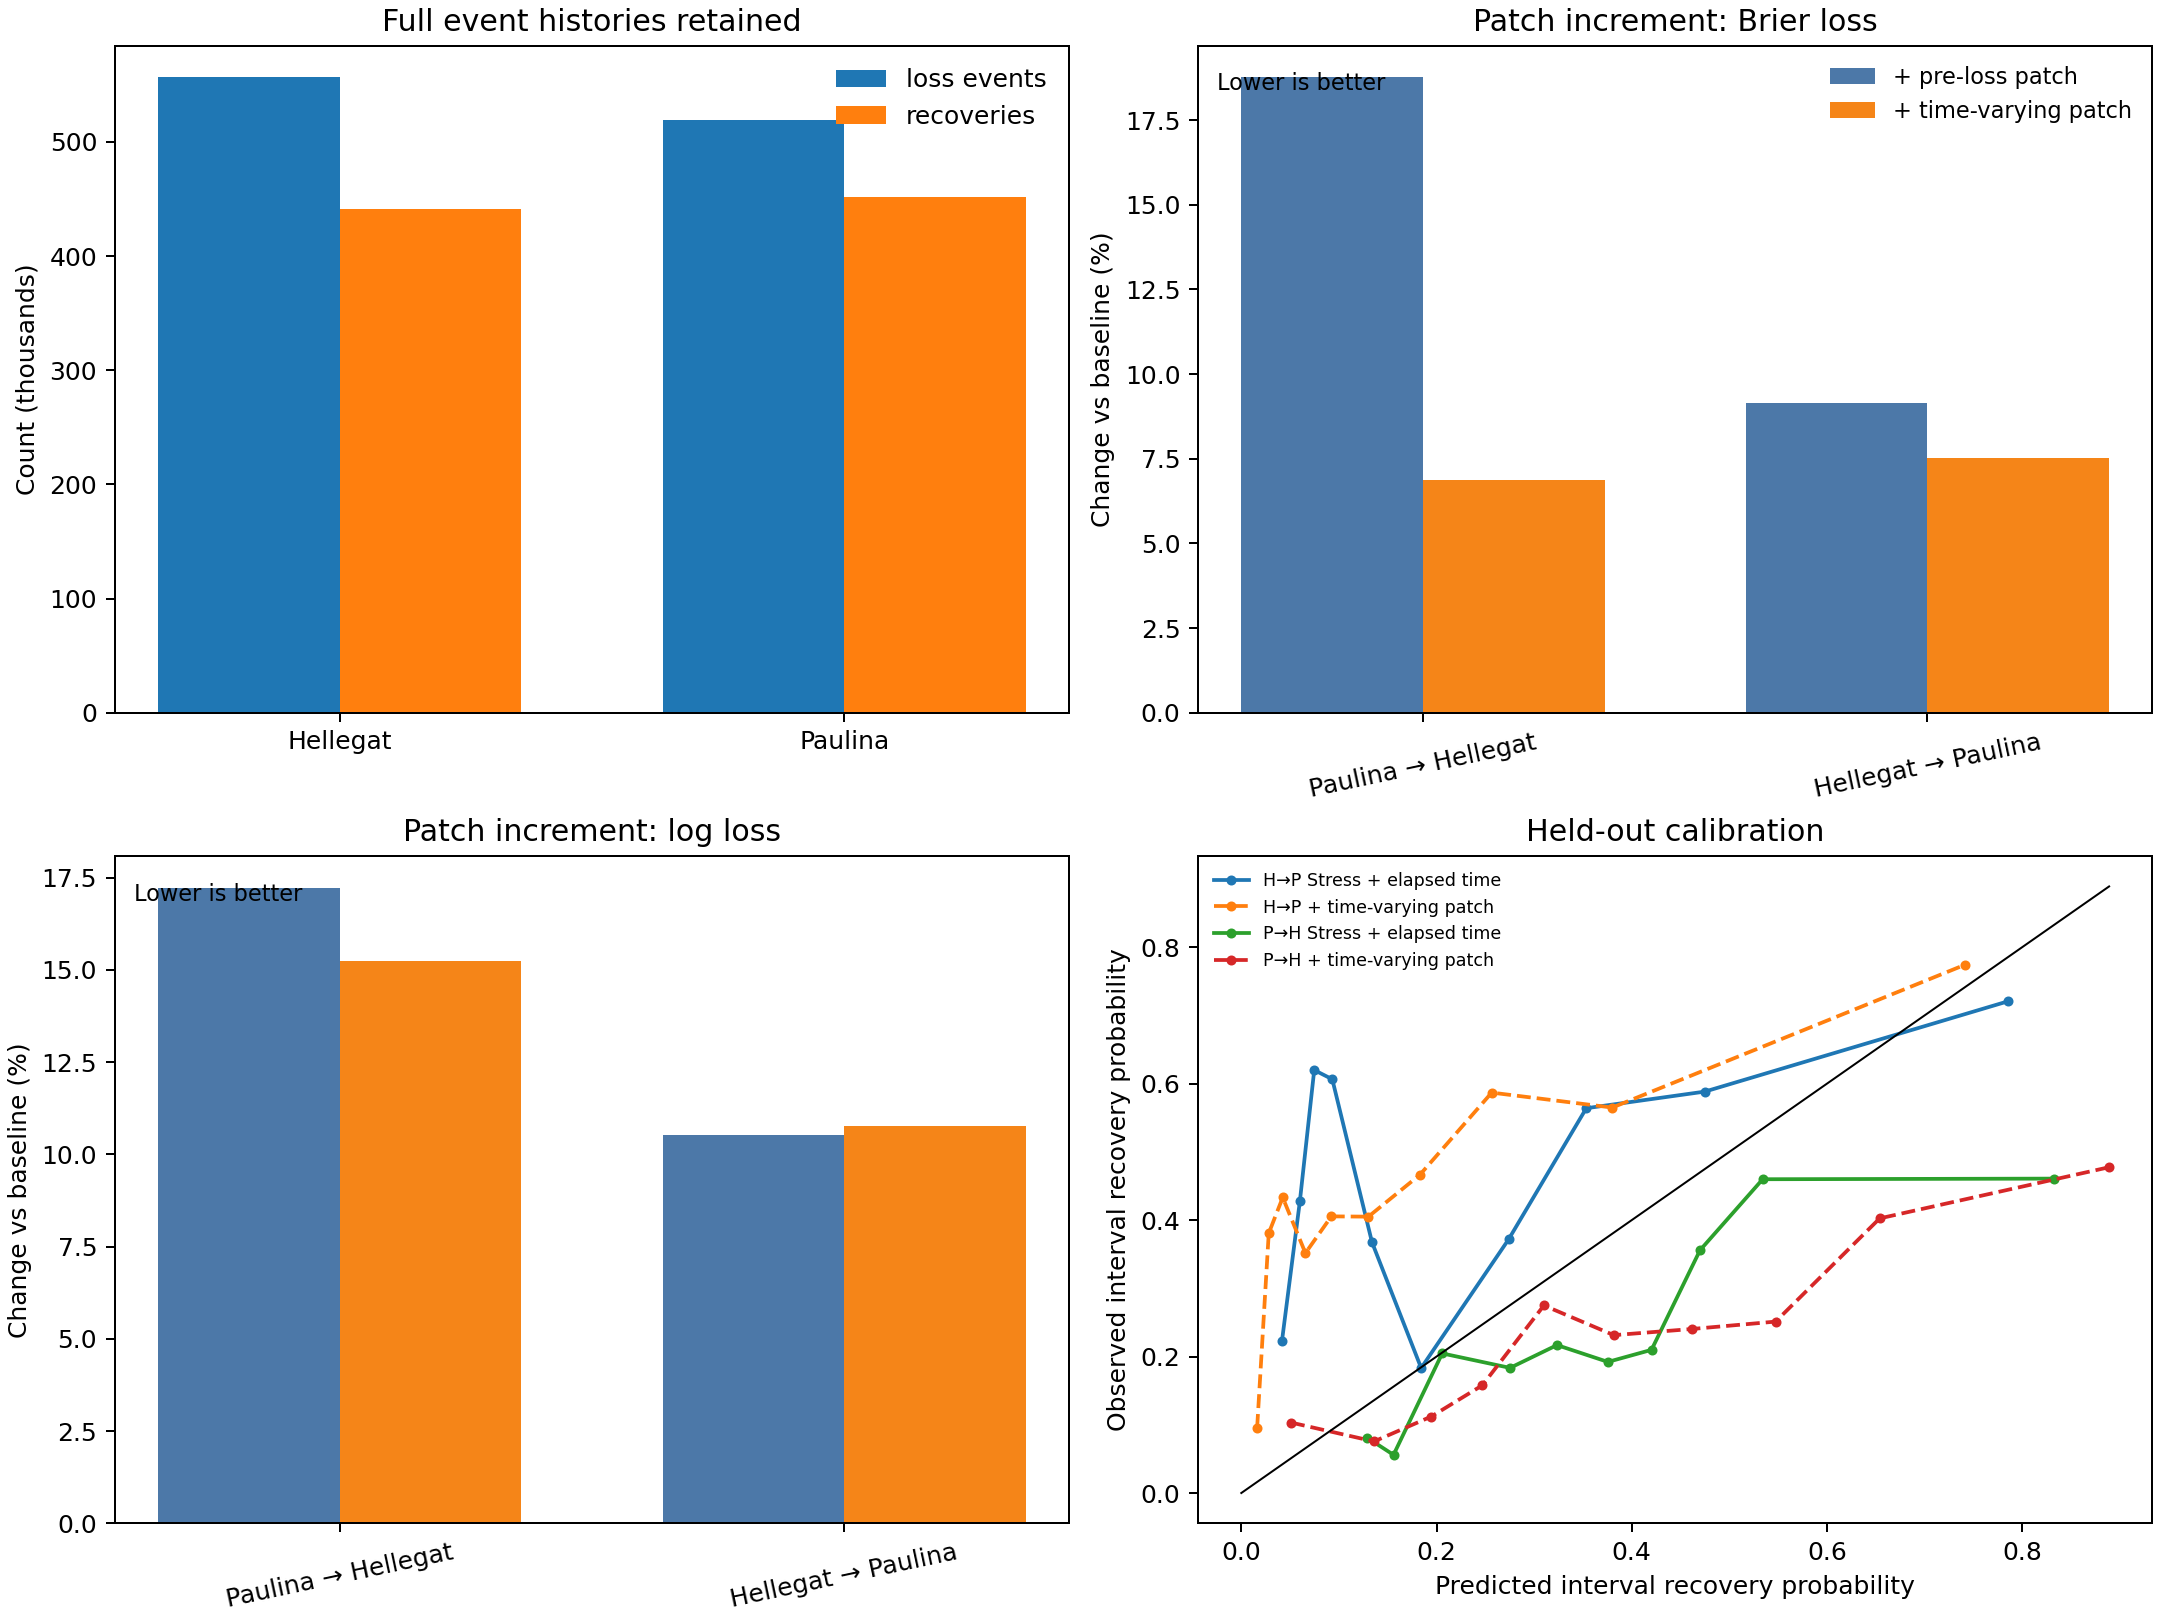 Full event histories retained
loss events
recoveries
Count (thousands)
500
400
300
200
100
0
Hellegat
Paulina
Patch increment: Brier loss
Lower is better
+ pre-loss patch
+ time-varying patch
Change vs baseline (%)
17.5
15.0
12.5
10.0
7.5
5.0
2.5
0.0
Paulina → Hellegat
Hellegat → Paulina
Patch increment: log loss
Lower is better
Change vs baseline (%)
17.5
15.0
12.5
10.0
7.5
5.0
2.5
0.0
Paulina → Hellegat
Hellegat → Paulina
Held-out calibration
H→P Stress + elapsed time
H→P + time-varying patch
P→H Stress + elapsed time
P→H + time-varying patch
Observed interval recovery probability
0.8
0.6
0.4
0.2
0.0
0.0
0.2
0.4
0.6
0.8
Predicted interval recovery probability